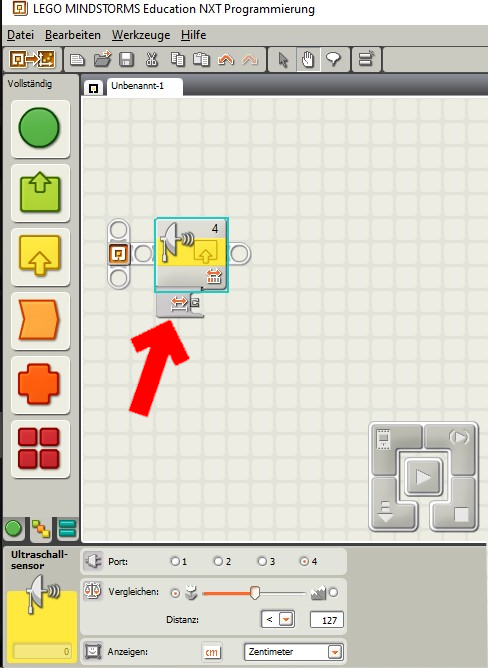 LEGO MINDSTORMS Education NXT Programmierung
Datei Bearbeiten Werkzeuge Hilfe
Vollständig
Unbenannt-1
4
Ultraschall-
sensor
0
Port: 1 2 3 4
Vergleichen:
Distanz: < 127
Anzeigen: cm Zentimeter